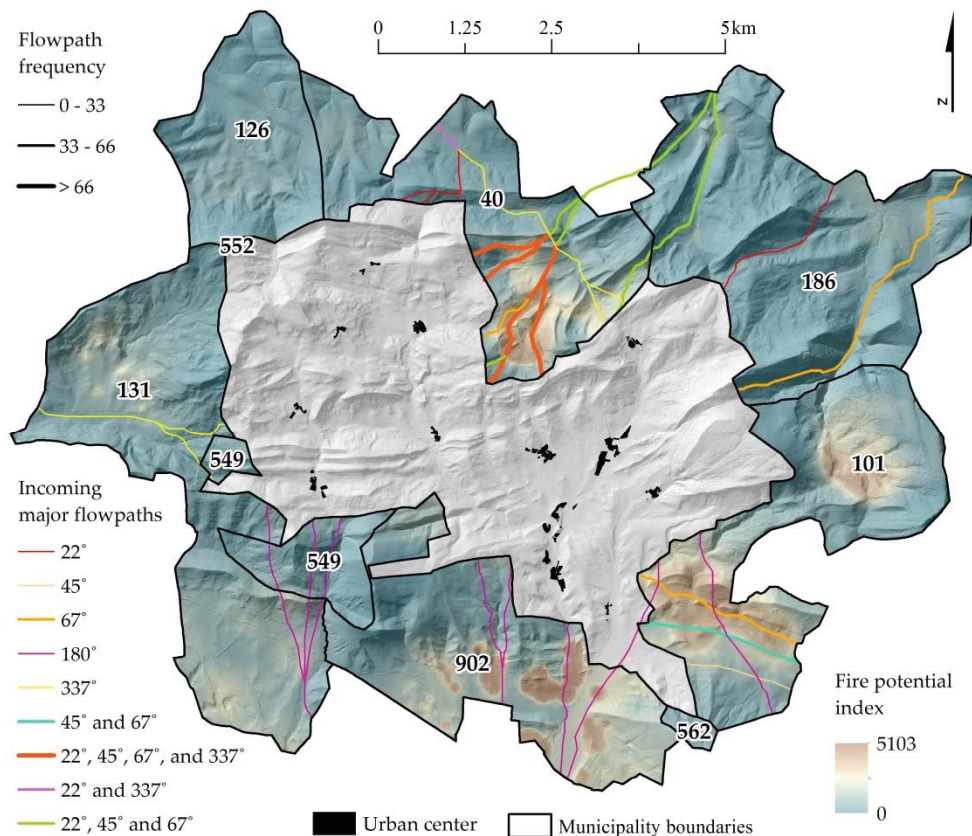 Flowpath
frequency
0 - 33
33 - 66
> 66
0 1.25 2.5 5 km
N
126
40
552
186
131
549
101
549
902
562
Incoming
major flowpaths
22°
45°
67°
180°
337°
45° and 67°
22°, 45°, 67°, and 337°
22° and 337°
22°, 45° and 67°
Fire potential
index
5103
0
Urban center
Municipality boundaries